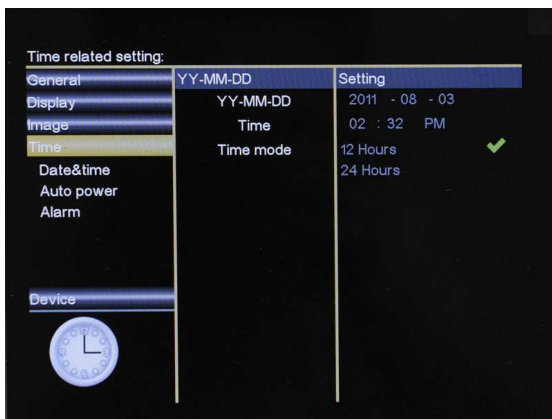 Time related setting:
General
Display
Image
Time
Date&time
Auto power
Alarm
Device
YY-MM-DD
YY-MM-DD
Time
Time mode
Setting
2011 - 08 - 03
02 : 32 PM
12 Hours
24 Hours